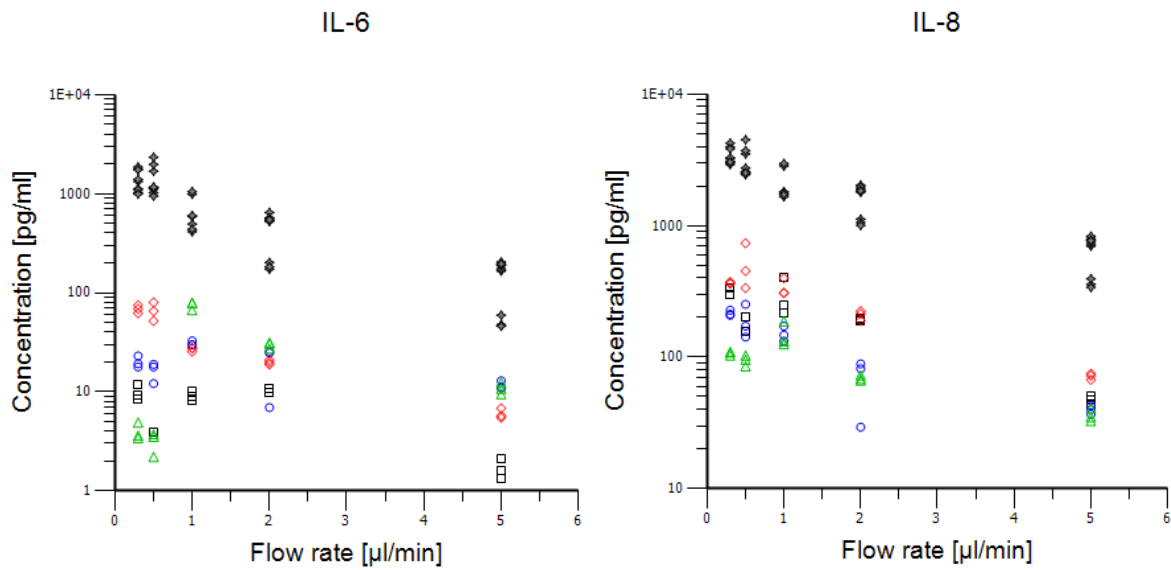 IL-6
IL-8
Concentration [pg/ml]
1E+04
1000
100
10
1
0
1
2
3
4
5
6
Flow rate [µl/min]
Concentration [pg/ml]
1E+04
1000
100
10
0
1
2
3
4
5
6
Flow rate [µl/min]